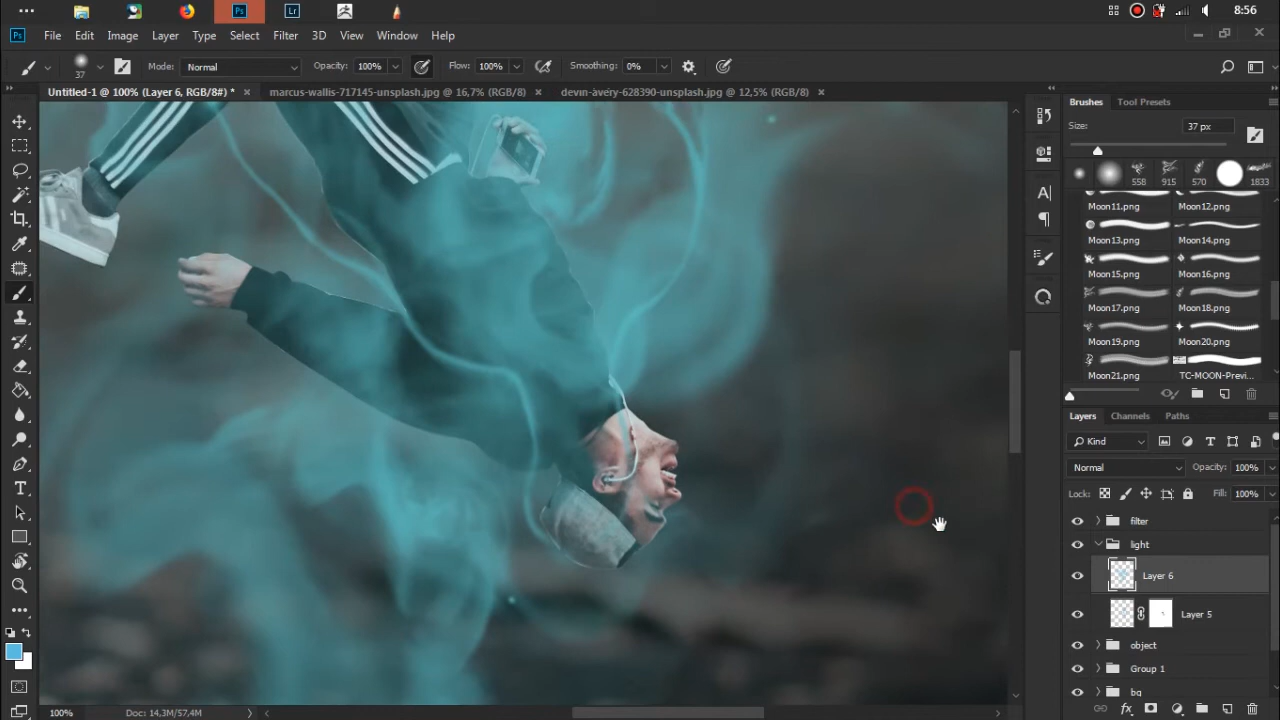 8:56
File Edit Image Layer Type Select Filter 3D View Window Help
37 Mode: Normal Opacity: 100% Flow: 100% Smoothing: 0%
Untitled-1 @ 100% (Layer 6, RGB/8#) * marcus-wallis-717145-unsplash.jpg @ 16,7% (RGB/8) devin-avery-628390-unsplash.jpg @ 12,5% (RGB/8)
Brushes Tool Presets
Size: 37 px
558 915 570 1833
Moon11.png Moon12.png
Moon13.png Moon14.png
Moon15.png Moon16.png
Moon17.png Moon18.png
Moon19.png Moon20.png
Moon21.png TC-MOON-Previ...
Layers Channels Paths
Kind
Normal Opacity: 100%
Lock: Fill: 100%
filter
light
Layer 6
Layer 5
object
Group 1
bg
100% Doc: 14,3M/57,4M